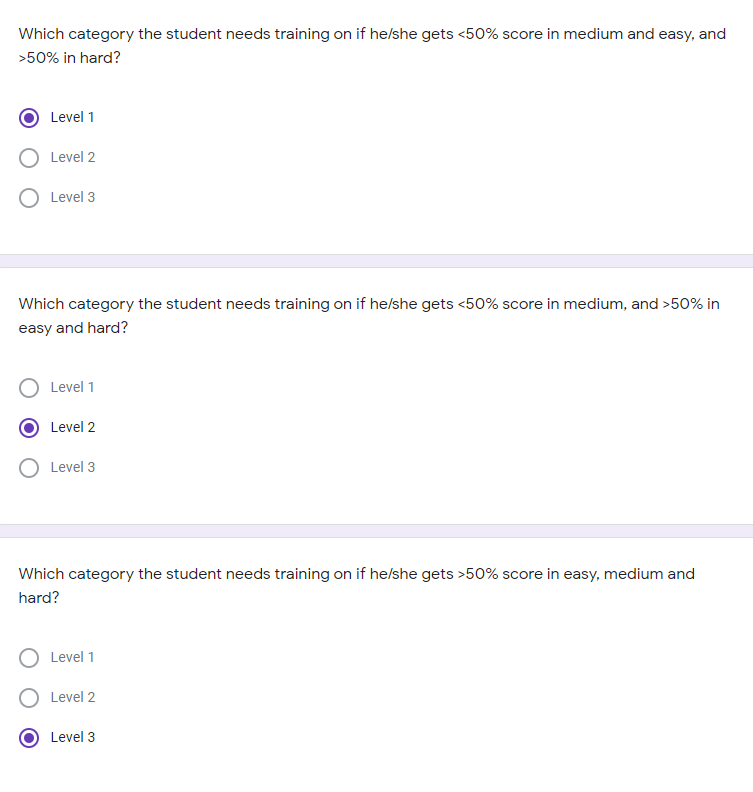 Which category the student needs training on if he/she gets <50% score in medium and easy, and
>50% in hard?
Level 1
Level 2
Level 3
Which category the student needs training on if he/she gets <50% score in medium, and >50% in
easy and hard?
Level 1
Level 2
Level 3
Which category the student needs training on if he/she gets >50% score in easy, medium and
hard?
Level 1
Level 2
Level 3